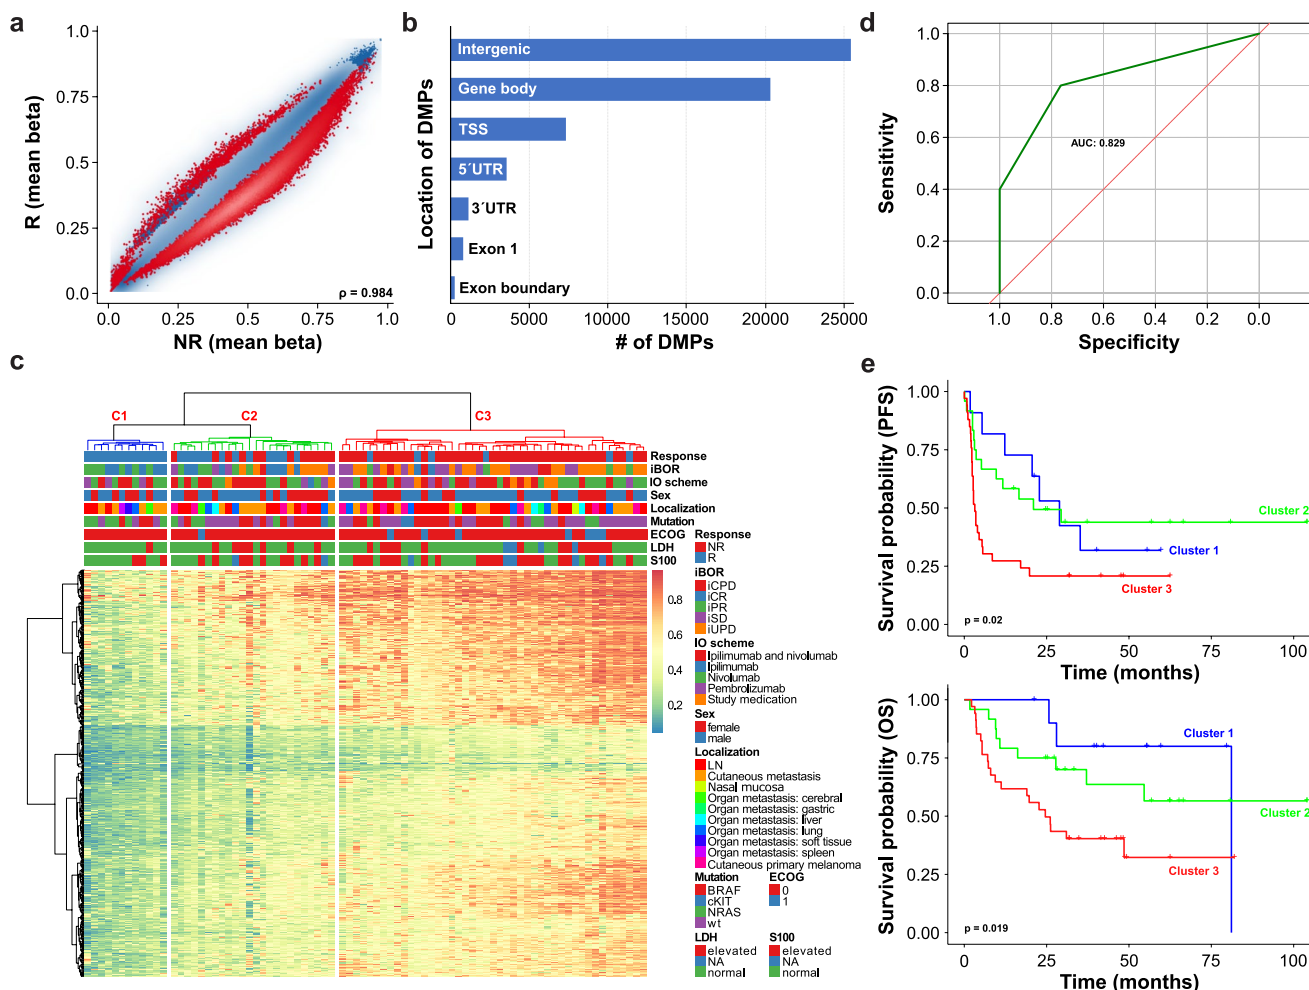 a
R (mean beta)
1.0
0.75
0.5
0.25
0.0
0.0
0.25
0.5
0.75
1.0
ρ = 0.984
NR (mean beta)
b
Location of DMPs
Intergenic
Gene body
TSS
5´UTR
3´UTR
Exon 1
Exon boundary
0
5000
10000
15000
20000
25000
# of DMPs
d
Sensitivity
1.0
0.8
0.6
0.4
0.2
0.0
AUC: 0.829
1.0
0.8
0.6
0.4
0.2
0.0
Specificity
c
C1
C2
C3
Response
iBOR
IO scheme
Sex
Localization
Mutation
ECOG
LDH
S100
0.8
0.6
0.4
0.2
Response
NR
R
iBOR
iCPD
iCR
iPR
iSD
iUPD
IO scheme
Ipilimumab and nivolumab
Ipilimumab
Nivolumab
Pembrolizumab
Study medication
Sex
female
male
Localization
LN
Cutaneous metastasis
Nasal mucosa
Organ metastasis: cerebral
Organ metastasis: gastric
Organ metastasis: liver
Organ metastasis: lung
Organ metastasis: soft tissue
Organ metastasis: spleen
Cutaneous primary melanoma
Mutation
BRAF
cKIT
NRAS
wt
ECOG
0
1
LDH
elevated
NA
normal
S100
elevated
NA
normal
e
Survival probability (PFS)
1.00
0.75
0.50
0.25
0.00
Cluster 2
Cluster 1
Cluster 3
p = 0.02
0
25
50
75
100
Time (months)
Survival probability (OS)
1.00
0.75
0.50
0.25
0.00
Cluster 1
Cluster 2
Cluster 3
p = 0.019
0
25
50
75
100
Time (months)